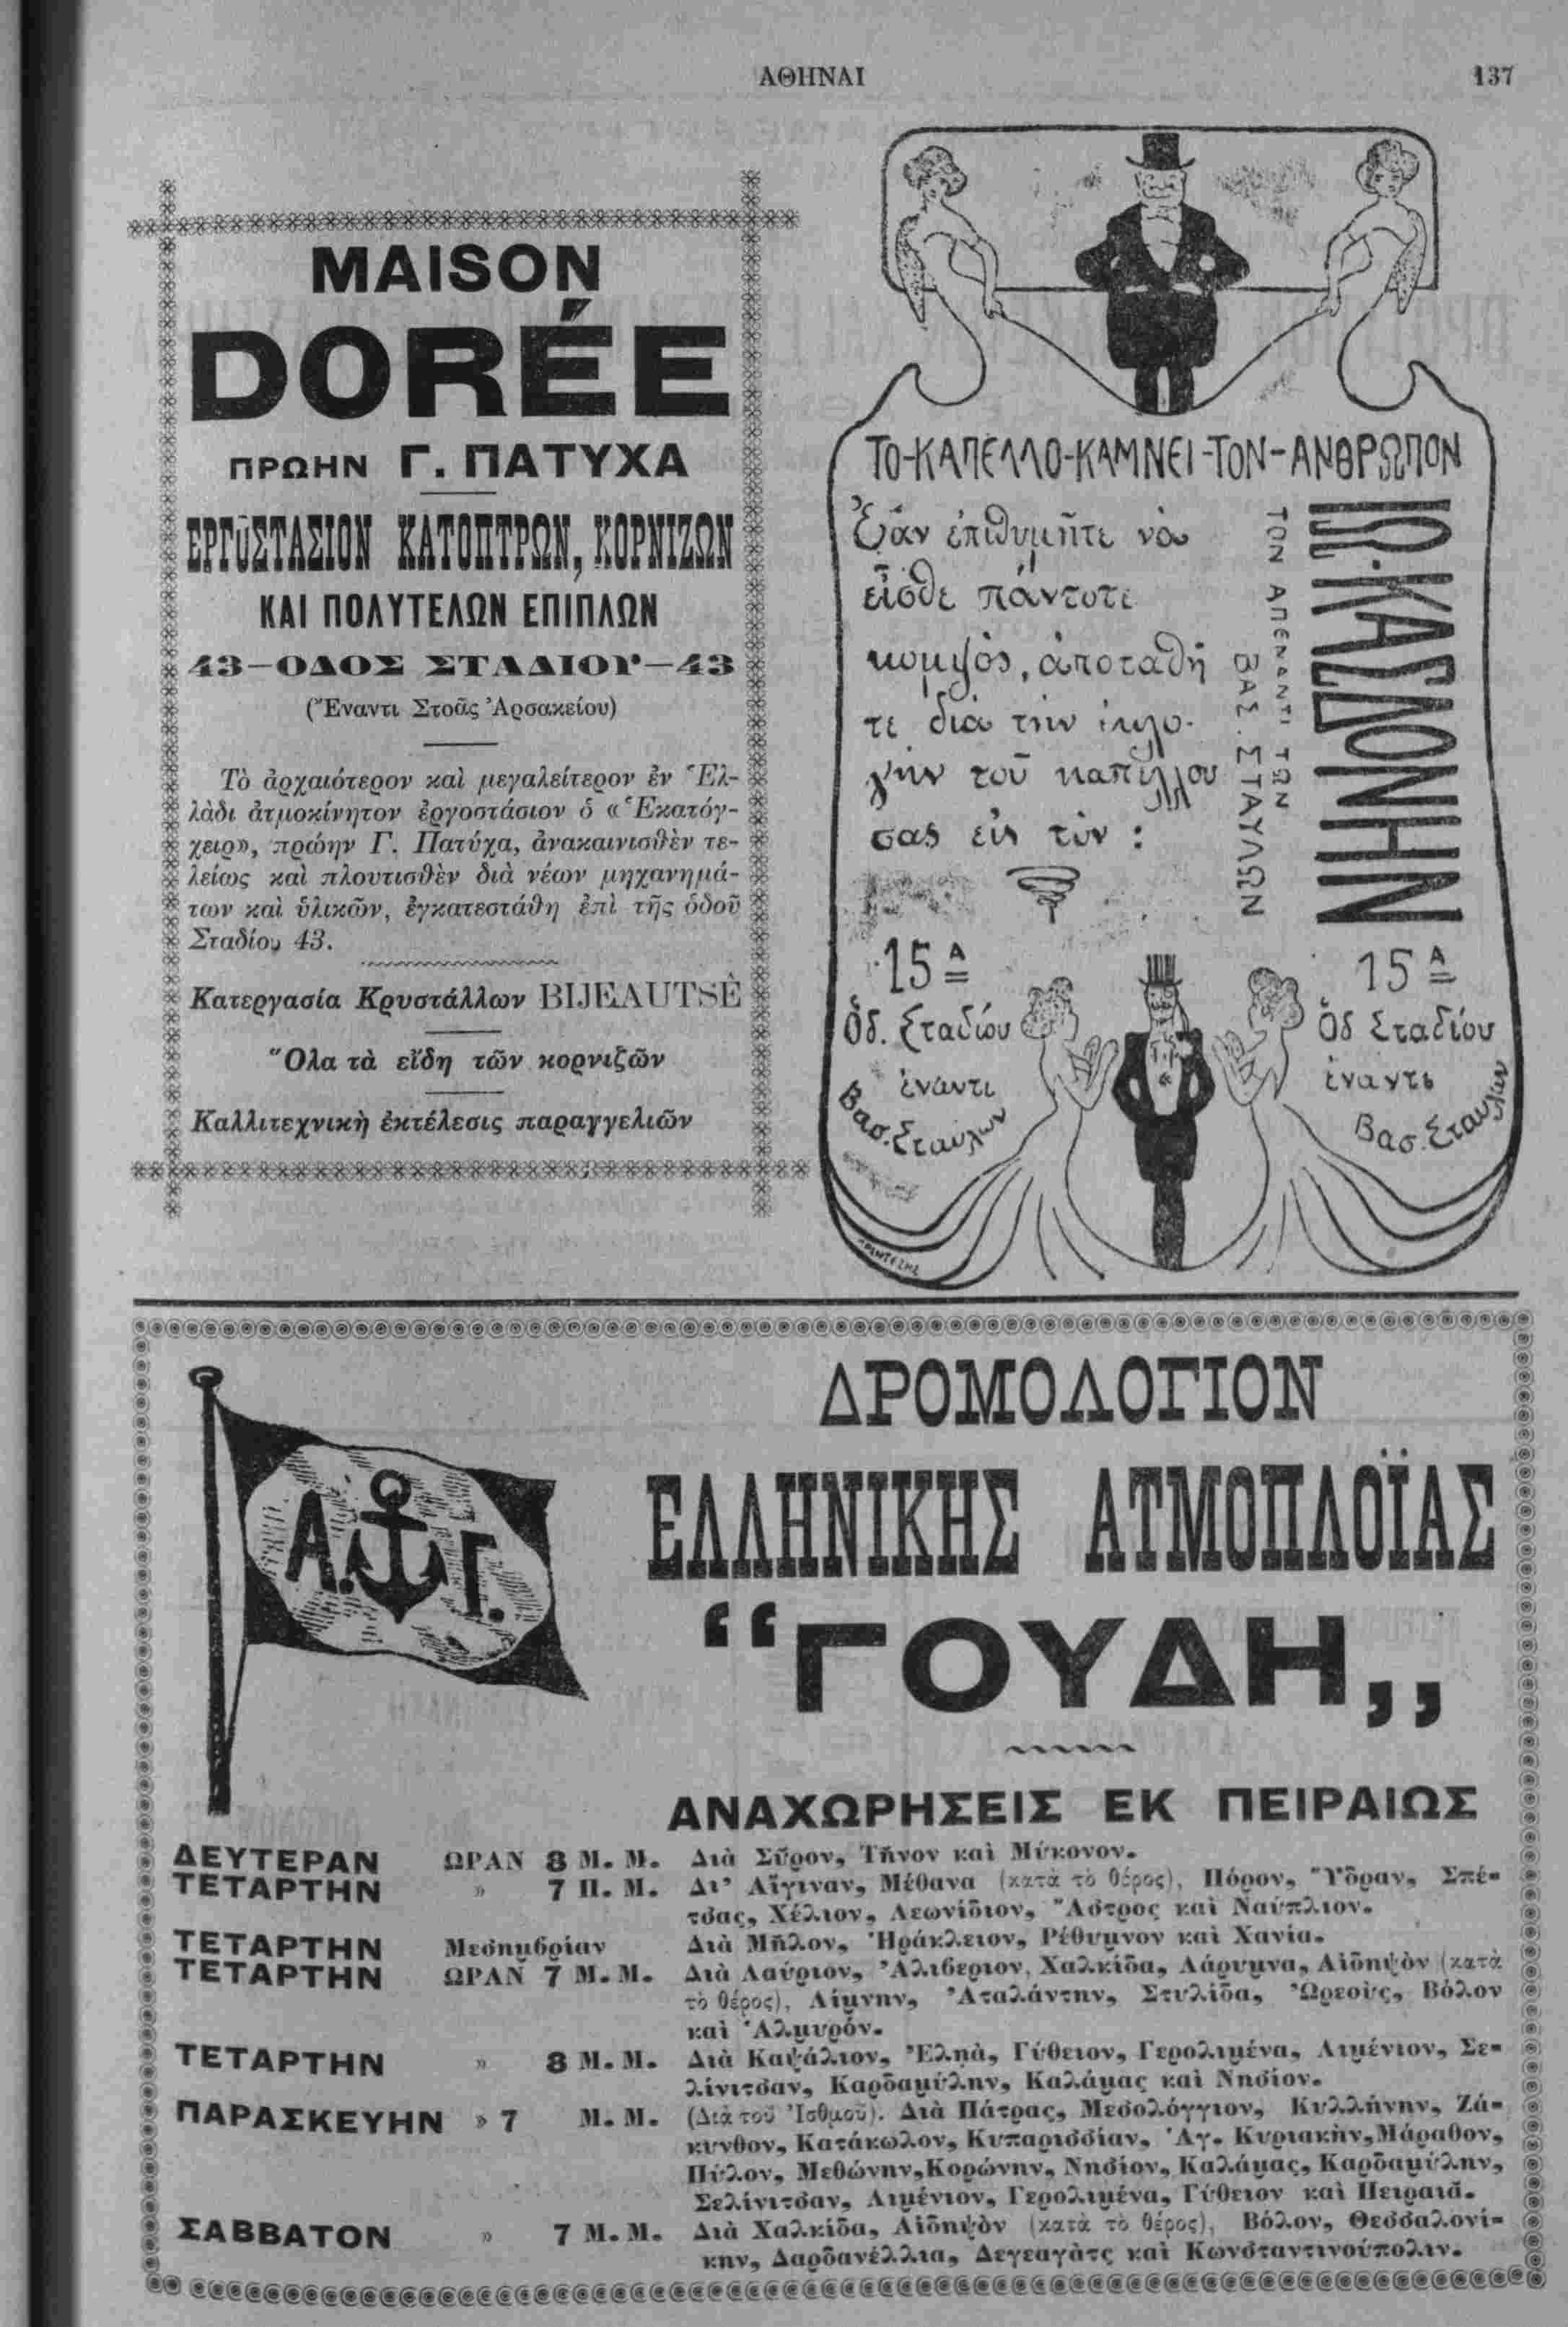 ΑΘΗΝΑΙ
137
MAISON
DORÉE
ΠΡΩΗΝ Γ. ΠΑΤΥΧΑ
ΕΡΓΟΣΤΑΣΙΟΝ ΚΑΤΟΠΤΡΩΝ, ΚΟΡΝΙΖΩΝ
ΚΑΙ ΠΟΛΥΤΕΛΩΝ ΕΠΙΠΛΩΝ
43—ΟΔΟΣ ΣΤΑΔΙΟΥ—43
(Ἔναντι Στοᾶς Ἀρσακείου)
Τὸ ἀρχαιότερον καὶ μεγαλείτερον ἐν Ἑλ-
λάδι ἀτμοκίνητον ἐργοστάσιον ὁ «Ἑκατόγ-
χειρ», πρώην Γ. Πατύχα, ἀνακαινισθὲν τε-
λείως καὶ πλουτισθὲν διὰ νέων μηχανημά-
των καὶ ὑλικῶν, ἐγκατεστάθη ἐπὶ τῆς ὁδοῦ
Σταδίου 43.
Κατεργασία Κρυστάλλων BIJEAUTSÊ
Ὅλα τὰ εἴδη τῶν κορνιζῶν
Καλλιτεχνικὴ ἐκτέλεσις παραγγελιῶν
ΤΟ-ΚΑΠΕΛΛΟ-ΚΑΜΝΕΙ-ΤΟΝ-ΑΝΘΡΩΠΟΝ
Ἐὰν ἐπιθυμῆτε νὰ
εἶσθε πάντοτε
κομψὸς, ἀποταθῆ
τε διὰ τὴν ἐκλο-
γὴν τοῦ καπέλλου
σας εἰς τὸν :
ΙΩ. ΚΑΣΔΟΝΗΝ
ΤΟΝ ΑΠΕΝΑΝΤΙ ΤΩΝ
ΒΑΣ. ΣΤΑΥΛΩΝ
15Α
Ὁδ. Σταδίου
ἔναντι
Βασ. Σταυλων
15Α
Ὁδ Σταδίου
ἔναντι
Βασ. Σταυλων
ΔΡΟΜΟΛΟΓΙΟΝ
ΕΛΛΗΝΙΚΗΣ ΑΤΜΟΠΛΟΪΑΣ
“ΓΟΥΔΗ,,
Α. Γ.
ΑΝΑΧΩΡΗΣΕΙΣ ΕΚ ΠΕΙΡΑΙΩΣ
ΔΕΥΤΕΡΑΝ ΩΡΑΝ 8 Μ. Μ. Διὰ Σῦρον, Τῆνον καὶ Μύκονον.
ΤΕΤΑΡΤΗΝ » 7 Π. Μ. Δι’ Αἴγιναν, Μέθανα (κατὰ τὸ θέρος), Πόρον, Ὕδραν, Σπέ-
τσας, Χέλιον, Λεωνίδιον, Ἄστρος καὶ Ναύπλιον.
ΤΕΤΑΡΤΗΝ Μεσημβρίαν Διὰ Μῆλον, Ἡράκλειον, Ρέθυμνον καὶ Χανία.
ΤΕΤΑΡΤΗΝ ΩΡΑΝ 7 Μ. Μ. Διὰ Λαύριον, Ἀλιβεριον, Χαλκίδα, Λάρυμνα, Αἰδηψὸν (κατὰ
τὸ θέρος), Λίμνην, Ἀταλάντην, Στυλίδα, Ὠρεοὺς, Βόλον
καὶ Ἁλμυρόν.
ΤΕΤΑΡΤΗΝ » 8 Μ. Μ. Διὰ Καψάλιον, Ἐληὰ, Γύθειον, Γερολιμένα, Λιμένιον, Σε-
λίνιτσαν, Καρδαμύλην, Καλάμας καὶ Νησίον.
ΠΑΡΑΣΚΕΥΗΝ » 7 Μ. Μ. (Διὰ τοῦ Ἰσθμοῦ). Διὰ Πάτρας, Μεσολόγγιον, Κυλλήνην, Ζά-
κυνθον, Κατάκωλον, Κυπαρισσίαν, Ἁγ. Κυριακὴν, Μάραθον,
Πύλον, Μεθώνην, Κορώνην, Νησίον, Καλάμας, Καρδαμύλην,
Σελίνιτσαν, Λιμένιον, Γερολιμένα, Γύθειον καὶ Πειραιᾶ.
ΣΑΒΒΑΤΟΝ » 7 Μ. Μ. Διὰ Χαλκίδα, Αἰδηψὸν (κατὰ τὸ θέρος), Βόλον, Θεσσαλονί-
κην, Δαρδανέλλια, Δεγεαγὰτς καὶ Κωνσταντινούπολιν.